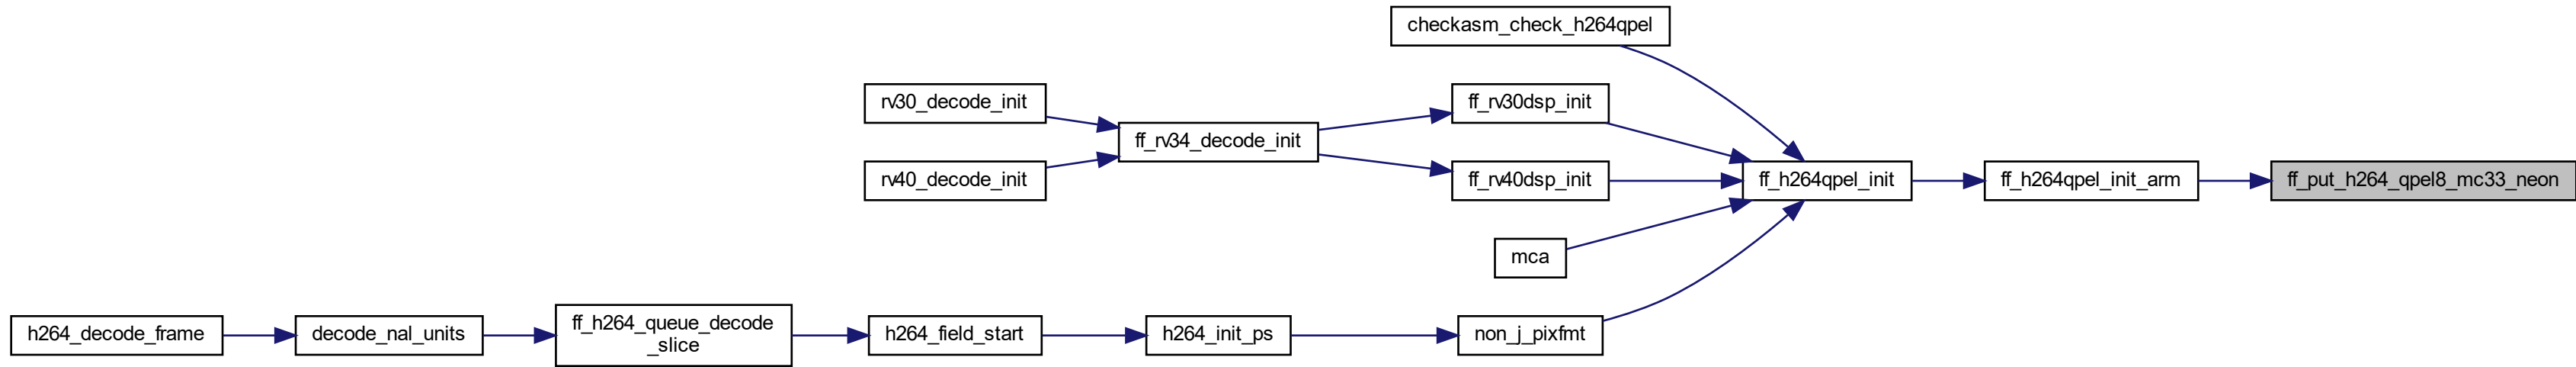 checkasm_check_h264qpel
rv30_decode_init
ff_rv30dsp_init
ff_rv34_decode_init
rv40_decode_init
ff_rv40dsp_init
ff_h264qpel_init
ff_h264qpel_init_arm
ff_put_h264_qpel8_mc33_neon
mca
h264_decode_frame
decode_nal_units
ff_h264_queue_decode
_slice
h264_field_start
h264_init_ps
non_j_pixfmt